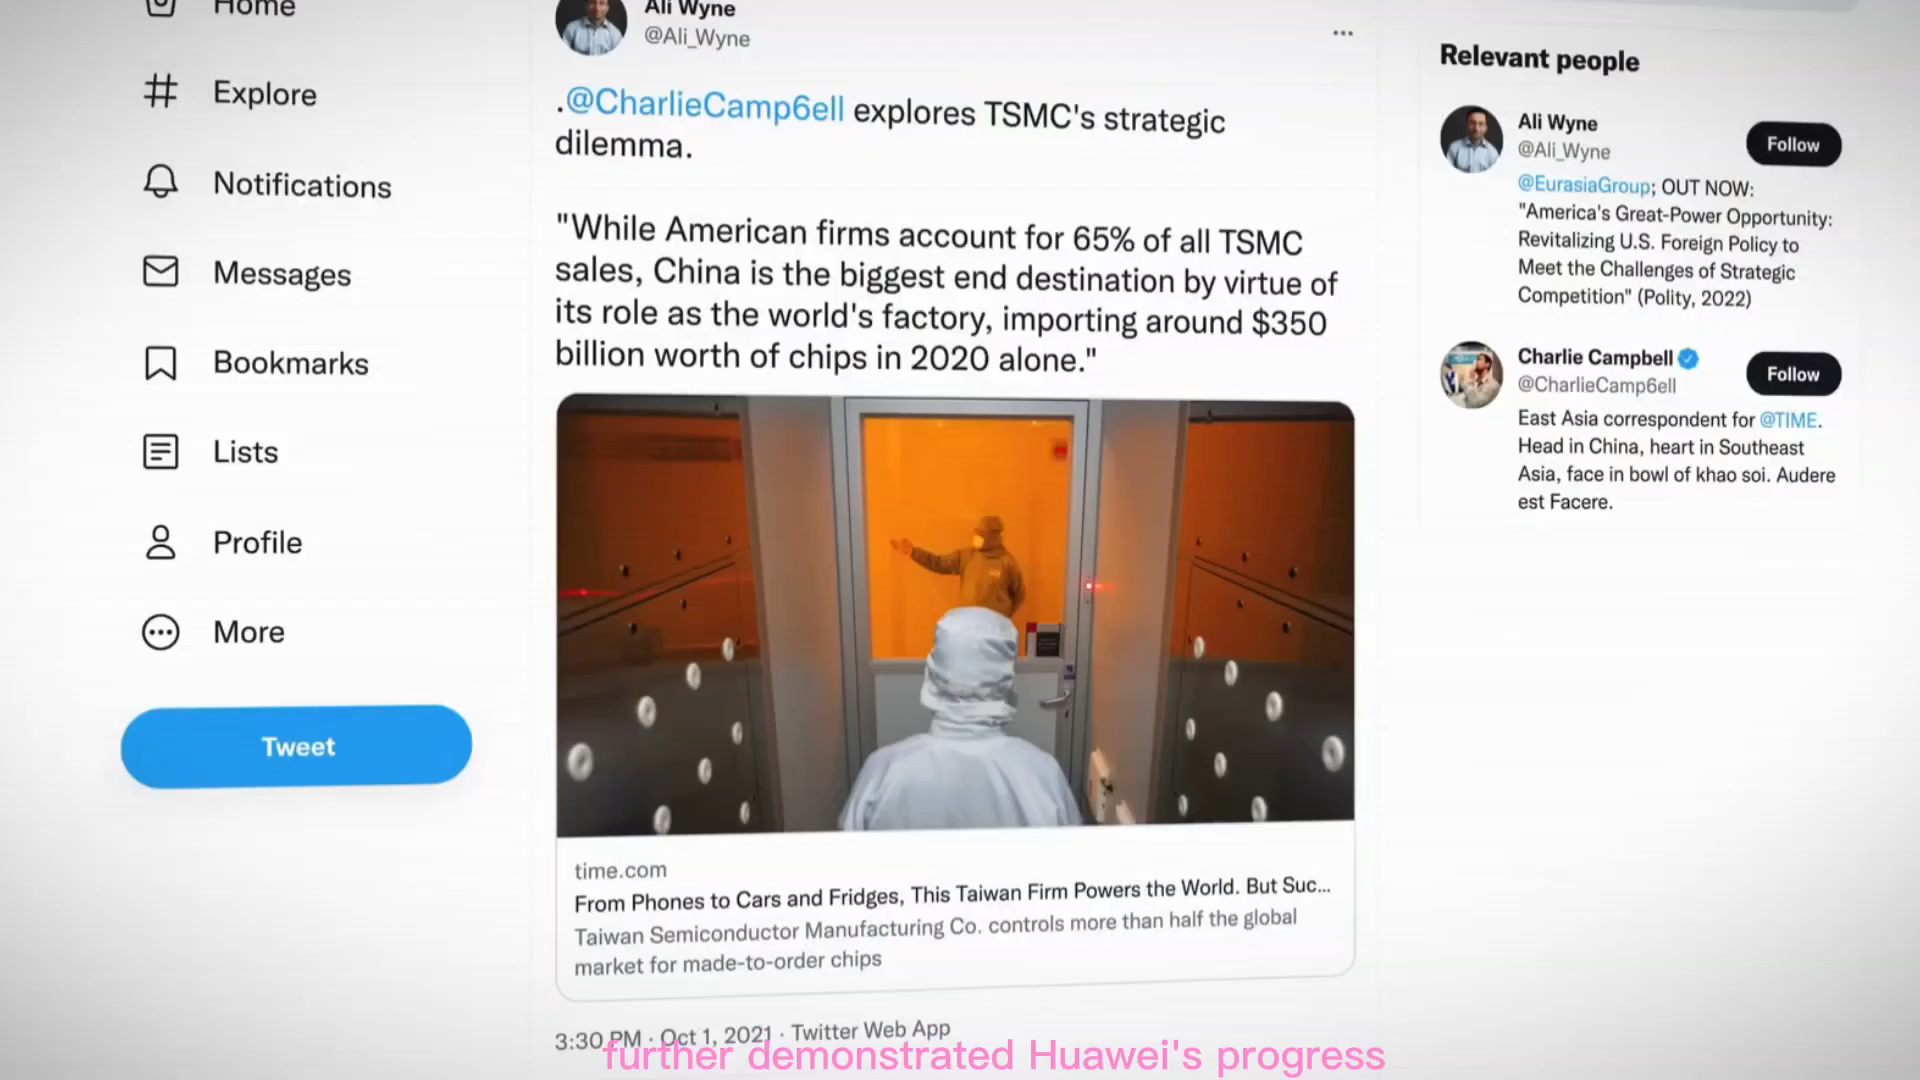 Home
Explore
Notifications
Messages
Bookmarks
Lists
Profile
More
Tweet
Ali Wyne
@Ali_Wyne
.@CharlieCamp6ell explores TSMC's strategic
dilemma.
"While American firms account for 65% of all TSMC
sales, China is the biggest end destination by virtue of
its role as the world's factory, importing around $350
billion worth of chips in 2020 alone."
time.com
From Phones to Cars and Fridges, This Taiwan Firm Powers the World. But Suc...
Taiwan Semiconductor Manufacturing Co. controls more than half the global
market for made-to-order chips
3:30 PM · Oct 1, 2021 · Twitter Web App
Relevant people
Ali Wyne
@Ali_Wyne
Follow
@EurasiaGroup; OUT NOW:
"America's Great-Power Opportunity:
Revitalizing U.S. Foreign Policy to
Meet the Challenges of Strategic
Competition" (Polity, 2022)
Charlie Campbell
@CharlieCamp6ell
Follow
East Asia correspondent for @TIME.
Head in China, heart in Southeast
Asia, face in bowl of khao soi. Audere
est Facere.
further demonstrated Huawei's progress